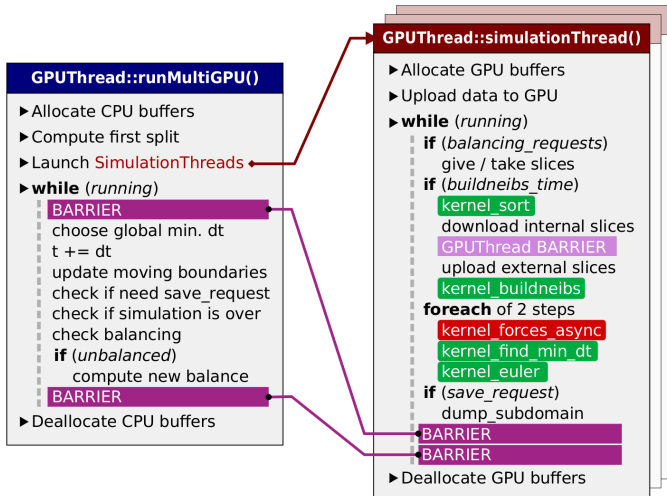 GPUThread::runMultiGPU()
▶Allocate CPU buffers
▶Compute first split
▶Launch SimulationThreads
▶while (running)
BARRIER
choose global min. dt
t += dt
update moving boundaries
check if need save_request
check if simulation is over
check balancing
if (unbalanced)
compute new balance
BARRIER
▶Deallocate CPU buffers
GPUThread::simulationThread()
▶Allocate GPU buffers
▶Upload data to GPU
▶while (running)
if (balancing_requests)
give / take slices
if (buildneibs_time)
kernel_sort
download internal slices
GPUThread BARRIER
upload external slices
kernel_buildneibs
foreach of 2 steps
kernel_forces_async
kernel_find_min_dt
kernel_euler
if (save_request)
dump_subdomain
BARRIER
BARRIER
▶Deallocate GPU buffers